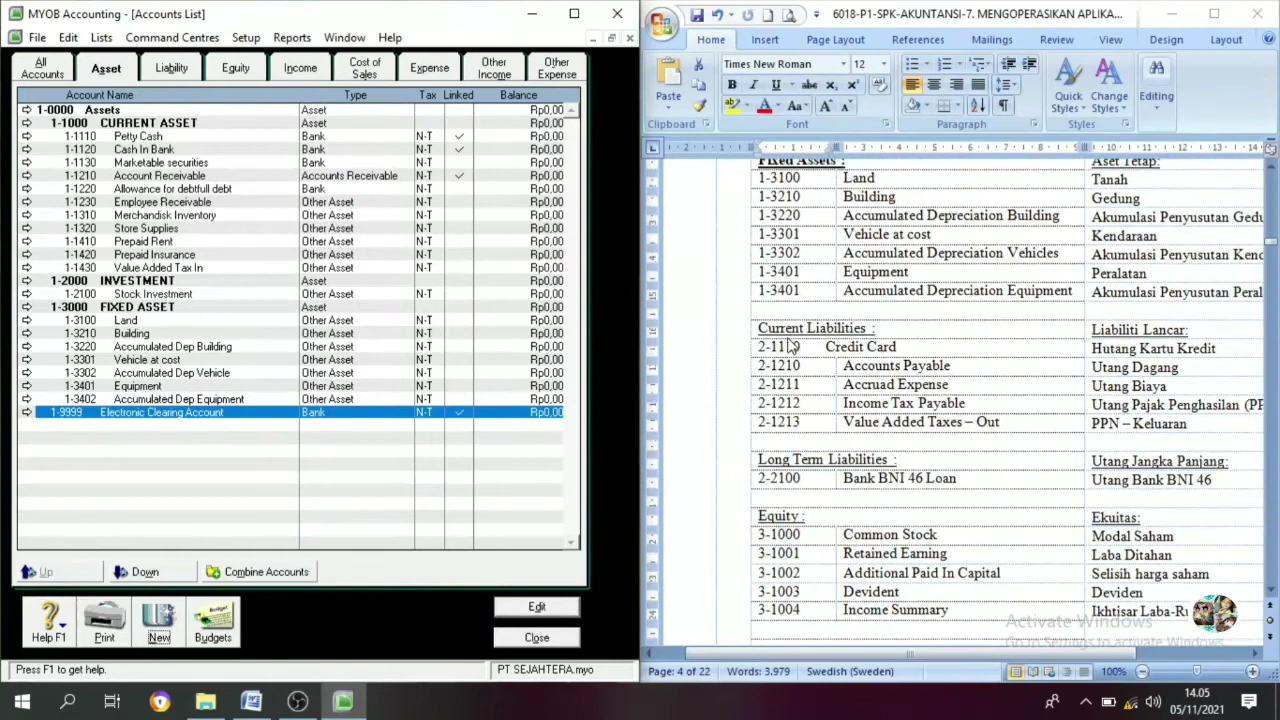 MYOB Accounting - [Accounts List]
File Edit Lists Command Centres Setup Reports Window Help
All Accounts Asset Liability Equity Income Cost of Sales Expense Other Income Other Expense
Account Name Type Tax Linked Balance
1-0000 Assets Asset Rp0,00
1-1000 CURRENT ASSET Asset Rp0,00
1-1110 Petty Cash Bank N-T Rp0,00
1-1120 Cash In Bank Bank N-T Rp0,00
1-1130 Marketable securities Bank N-T Rp0,00
1-1210 Account Receivable Accounts Receivable N-T Rp0,00
1-1220 Allowance for debtfull debt Bank N-T Rp0,00
1-1230 Employee Receivable Other Asset N-T Rp0,00
1-1310 Merchandisk Inventory Other Asset N-T Rp0,00
1-1320 Store Supplies Other Asset N-T Rp0,00
1-1410 Prepaid Rent Other Asset N-T Rp0,00
1-1420 Prepaid Insurance Other Asset N-T Rp0,00
1-1430 Value Added Tax In Other Asset N-T Rp0,00
1-2000 INVESTMENT Asset Rp0,00
1-2100 Stock Investment Other Asset N-T Rp0,00
1-3000 FIXED ASSET Asset Rp0,00
1-3100 Land Other Asset N-T Rp0,00
1-3210 Building Other Asset N-T Rp0,00
1-3220 Accumulated Dep Building Other Asset N-T Rp0,00
1-3301 Vehicle at cost Other Asset N-T Rp0,00
1-3302 Accumulated Dep Vehicle Other Asset N-T Rp0,00
1-3401 Equipment Other Asset N-T Rp0,00
1-3402 Accumulated Dep Equipment Other Asset N-T Rp0,00
1-9999 Electronic Clearing Account Bank N-T Rp0,00
Up Down Combine Accounts
Help F1 Print New Budgets Edit Close
Press F1 to get help. PT SEJAHTERA.myo
6018-P1-SPK-AKUNTANSI-7. MENGOPERASIKAN APLIKA...
Home Insert Page Layout References Mailings Review View Design Layout
Times New Roman 12
Paste Quick Styles Change Styles Editing
Clipboard Font Paragraph Styles
Fixed Assets : Aset Tetap:
1-3100 Land Tanah
1-3210 Building Gedung
1-3220 Accumulated Depreciation Building Akumulasi Penyusutan Gedu
1-3301 Vehicle at cost Kendaraan
1-3302 Accumulated Depreciation Vehicles Akumulasi Penyusutan Kenc
1-3401 Equipment Peralatan
1-3401 Accumulated Depreciation Equipment Akumulasi Penyusutan Peral
Current Liabilities : Liabiliti Lancar:
Credit Card Hutang Kartu Kredit
2-1210 Accounts Payable Utang Dagang
2-1211 Accruad Expense Utang Biaya
2-1212 Income Tax Payable Utang Pajak Penghasilan (PP
2-1213 Value Added Taxes – Out PPN – Keluaran
Long Term Liabilities : Utang Jangka Panjang:
2-2100 Bank BNI 46 Loan Utang Bank BNI 46
Equity : Ekuitas:
3-1000 Common Stock Modal Saham
3-1001 Retained Earning Laba Ditahan
3-1002 Additional Paid In Capital Selisih harga saham
3-1003 Devident Deviden
3-1004 Income Summary Ikhtisar Laba-Ru
Activate Windows
Go to Settings to activate Windows.
Page: 4 of 22 Words: 3.979 Swedish (Sweden) 100%
14.05
05/11/2021